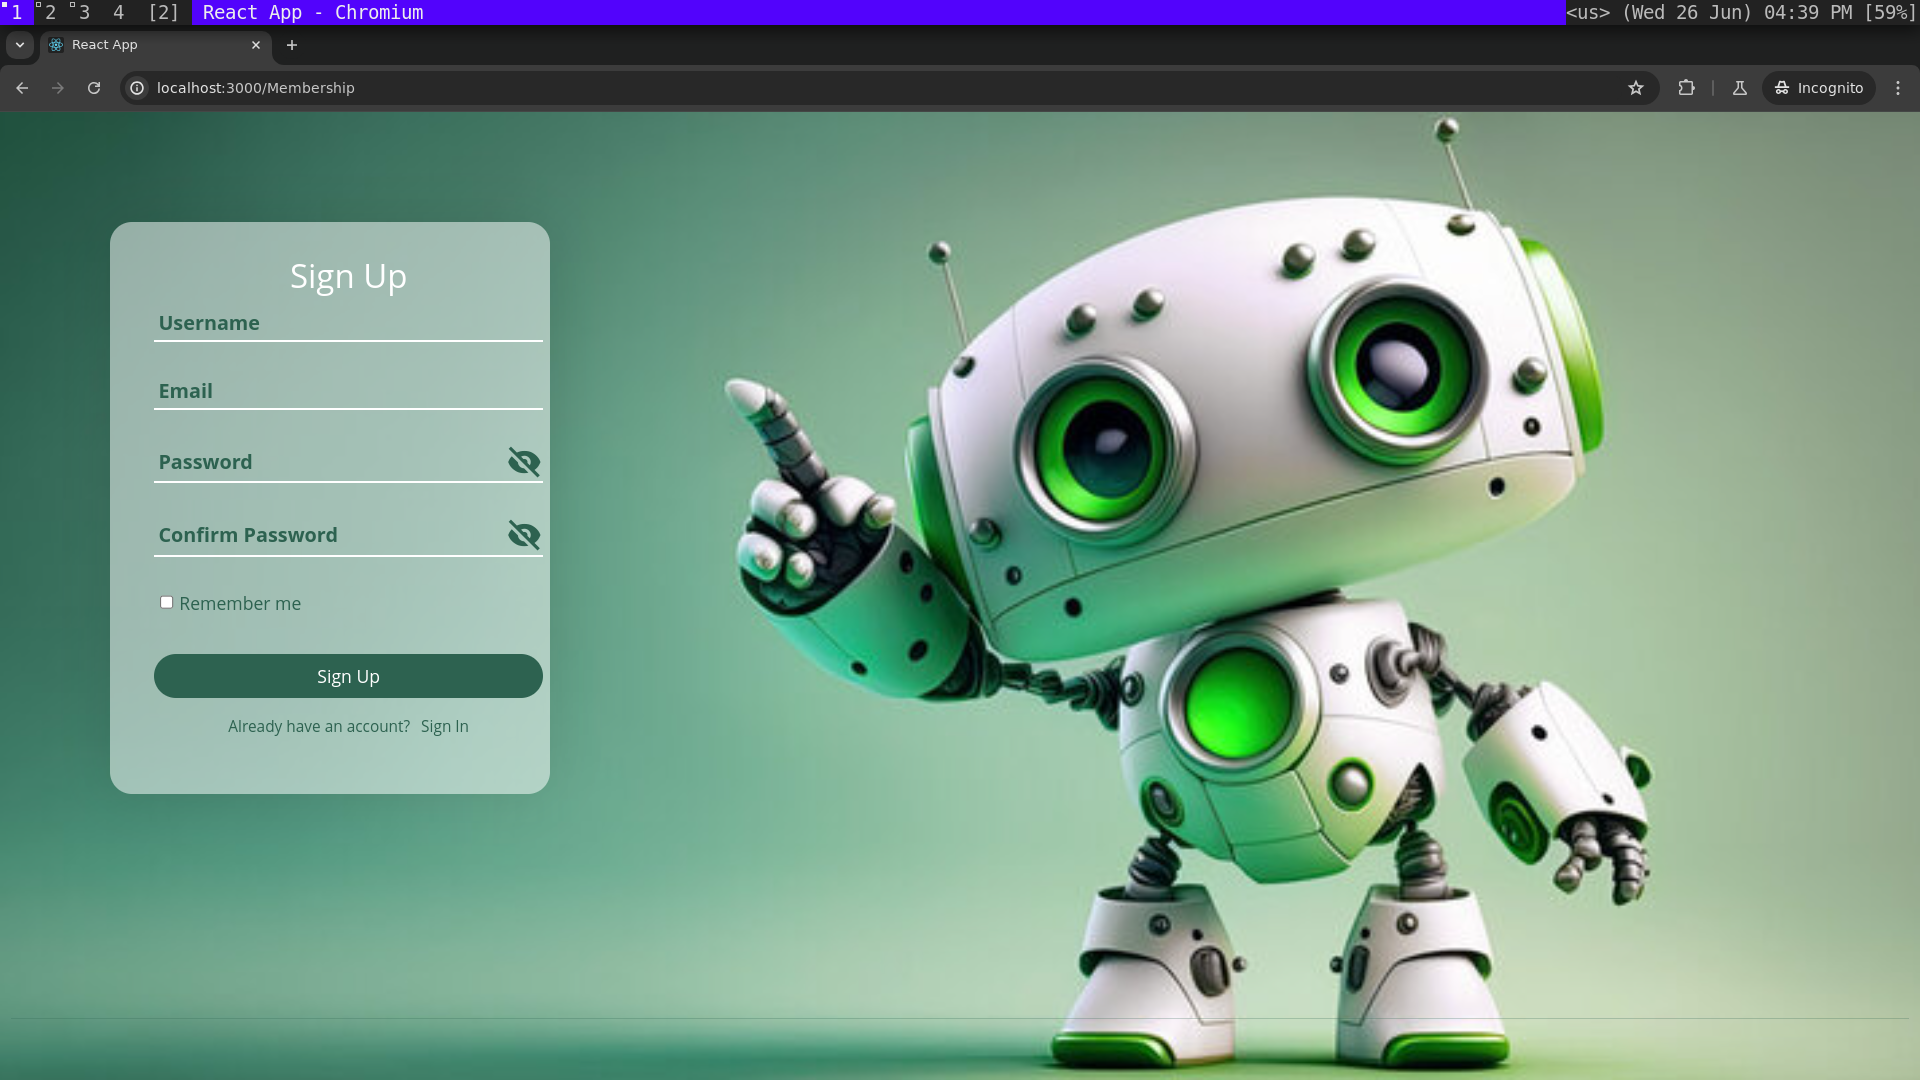 1 2 3 4 [2] React App - Chromium <us> (Wed 26 Jun) 04:39 PM [59%]
React App
localhost:3000/Membership Incognito
Sign Up
Username
Email
Password
Confirm Password
Remember me
Sign Up
Already have an account? Sign In